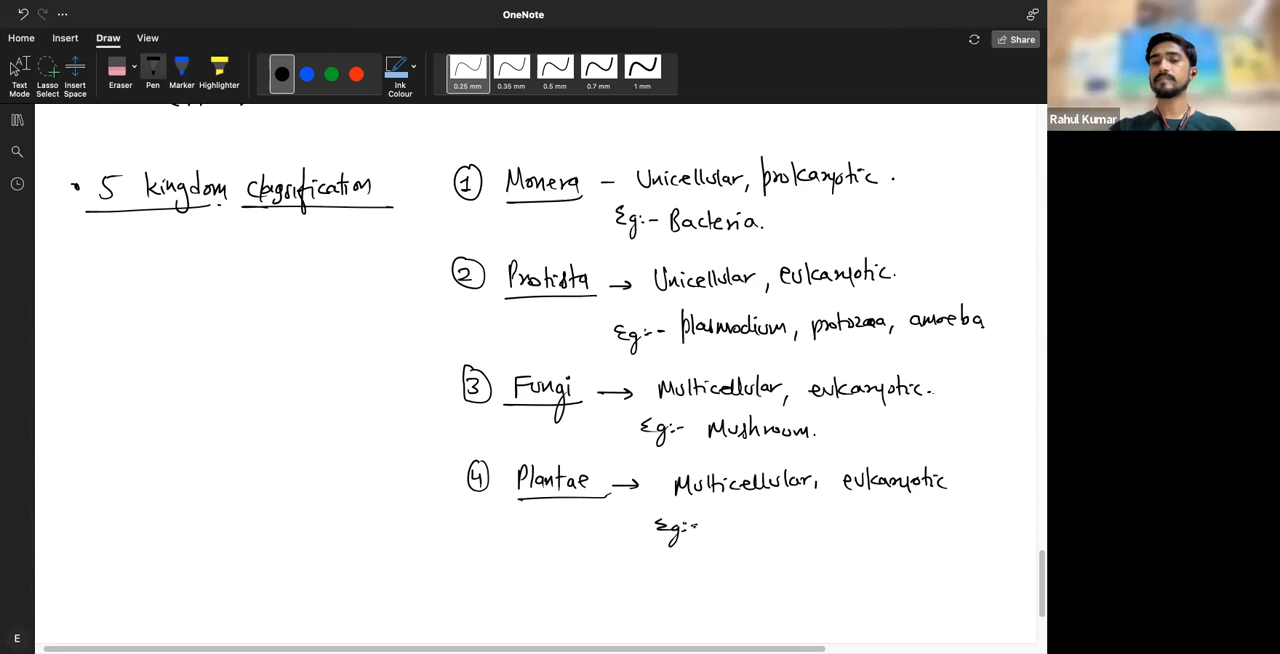 OneNote
Home Insert Draw View
Share
Text Mode
Lasso Select
Insert Space
Eraser
Pen
Marker
Highlighter
Ink Colour
0.25 mm
0.35 mm
0.5 mm
0.7 mm
1 mm
Rahul Kumar
• 5 kingdom classification
① Monera - Unicellular, prokaryotic.
Eg:- Bacteria.
② Protista → Unicellular, eukaryotic.
Eg:- plasmodium, protozoa, amoeba
③ Fungi → Multicellular, eukaryotic.
Eg:- Mushroom.
④ Plantae → Multicellular, eukaryotic
Eg:-
E